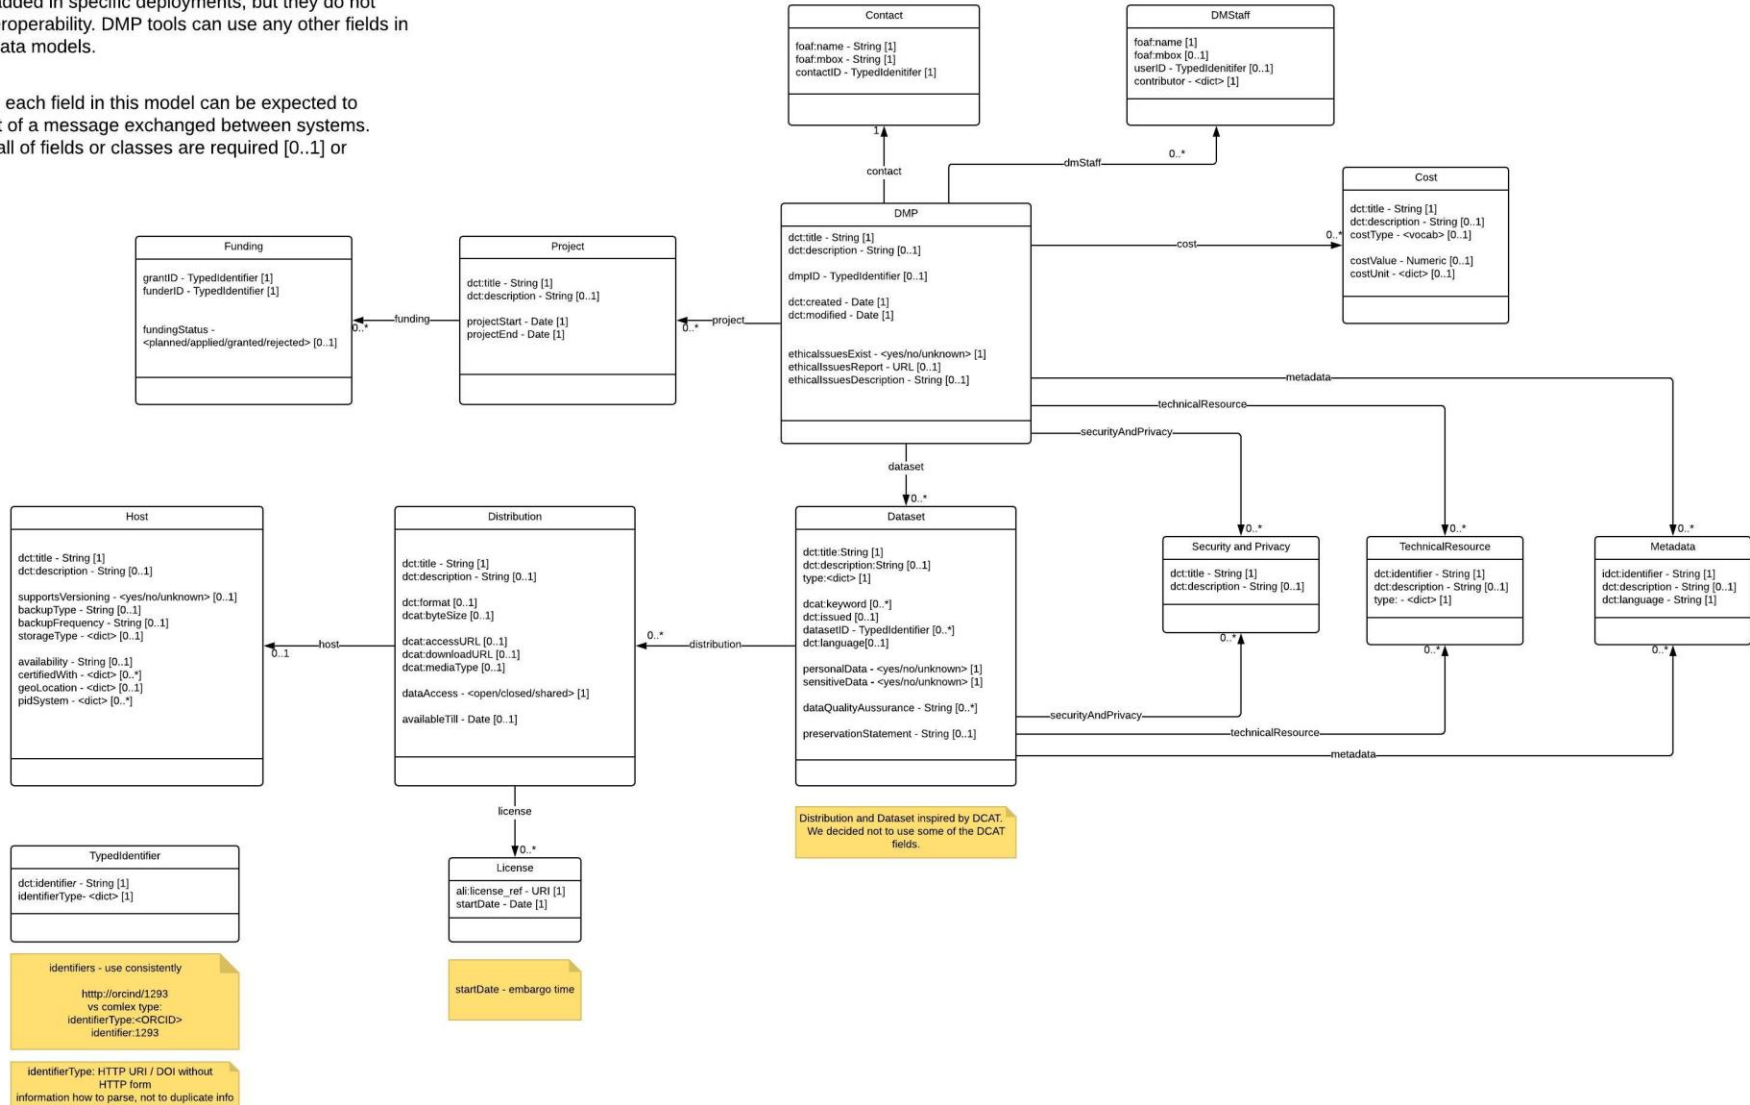 added in specific deployments, but they do not
roperability. DMP tools can use any other fields in
ata models.
each field in this model can be expected to
t of a message exchanged between systems.
all of fields or classes are required [0..1] or
Contact
foaf:name - String [1]
foaf:mbox - String [1]
contactID - TypedIdenitifer [1]
DMStaff
foaf:name [1]
foaf:mbox [0..1]
userID - TypedIdenitifer [0..1]
contributor - <dict> [1]
1
contact
dmStaff
0..*
Cost
dct:title - String [1]
dct:description - String [0..1]
costType - <vocab> [0..1]
costValue - Numeric [0..1]
costUnit - <dict> [0..1]
cost
0..*
DMP
dct:title - String [1]
dct:description - String [0..1]
dmpID - TypedIdentifier [0..1]
dct:created - Date [1]
dct:modified - Date [1]
ethicalssuesExist - <yes/no/unknown> [1]
ethicalIssuesReport - URL [0..1]
ethicalIssuesDescription - String [0..1]
Funding
grantID - TypedIdentifier [1]
funderID - TypedIdentifier [1]
fundingStatus -
<planned/applied/granted/rejected> [0..1]
0..*
funding
Project
dct:title - String [1]
dct:description - String [0..1]
projectStart - Date [1]
projectEnd - Date [1]
0..*
project
metadata
technicalResource
securityAndPrivacy
dataset
0..*
0..*
0..*
0..*
Host
dct:title - String [1]
dct:description - String [0..1]
supportsVersioning - <yes/no/unknown> [0..1]
backupType - String [0..1]
backupFrequency - String [0..1]
storageType - <dict> [0..1]
availability - String [0..1]
certifiedWith - <dict> [0..*]
geoLocation - <dict> [0..1]
pidSystem - <dict> [0..*]
host
0..1
Distribution
dct:title - String [1]
dct:description - String [0..1]
dct:format [0..1]
dcat:byteSize [0..1]
dcat:accessURL [0..1]
dcat:downloadURL [0..1]
dcat:mediaType [0..1]
dataAccess - <open/closed/shared> [1]
availableTill - Date [0..1]
0..*
distribution
Dataset
dct:title:String [1]
dct:description:String [0..1]
type:<dict> [1]
dcat:keyword [0..*]
dct:issued [0..1]
datasetID - TypedIdentifier [0..*]
dct:language[0..1]
personalData - <yes/no/unknown> [1]
sensitiveData - <yes/no/unknown> [1]
dataQualityAussurance - String [0..*]
preservationStatement - String [0..1]
Security and Privacy
dct:title - String [1]
dct:description - String [0..1]
TechnicalResource
dct:identifier - String [1]
dct:description - String [0..1]
type: - <dict> [1]
Metadata
idct:identifier - String [1]
dct:description - String [0..1]
dct:language - String [1]
0..*
0..*
0..*
securityAndPrivacy
technicalResource
metadata
license
0..*
Distribution and Dataset inspired by DCAT.
We decided not to use some of the DCAT
fields.
TypedIdentifier
dct:identifier - String [1]
identifierType- <dict> [1]
License
ali:license_ref - URI [1]
startDate - Date [1]
identifiers - use consistently
htttp://orcind/1293
vs comlex type:
identifierType:<ORCID>
identifier:1293
startDate - embargo time
identifierType: HTTP URI / DOI without
HTTP form
information how to parse, not to duplicate info